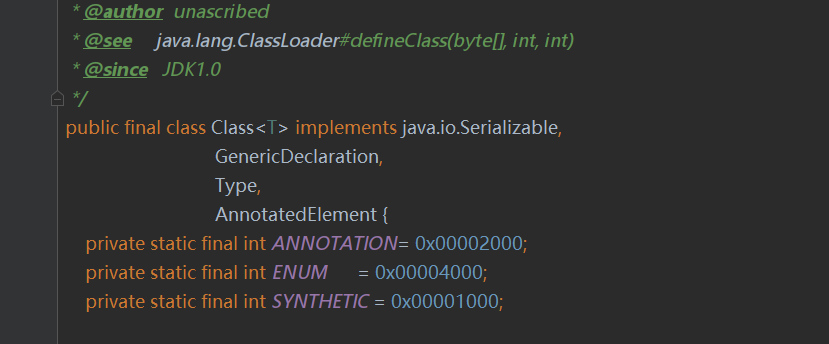 * @author unascribed
* @see java.lang.ClassLoader#defineClass(byte[], int, int)
* @since JDK1.0
*/
public final class Class<T> implements java.io.Serializable,
GenericDeclaration,
Type,
AnnotatedElement {
private static final int ANNOTATION= 0x00002000;
private static final int ENUM = 0x00004000;
private static final int SYNTHETIC = 0x00001000;